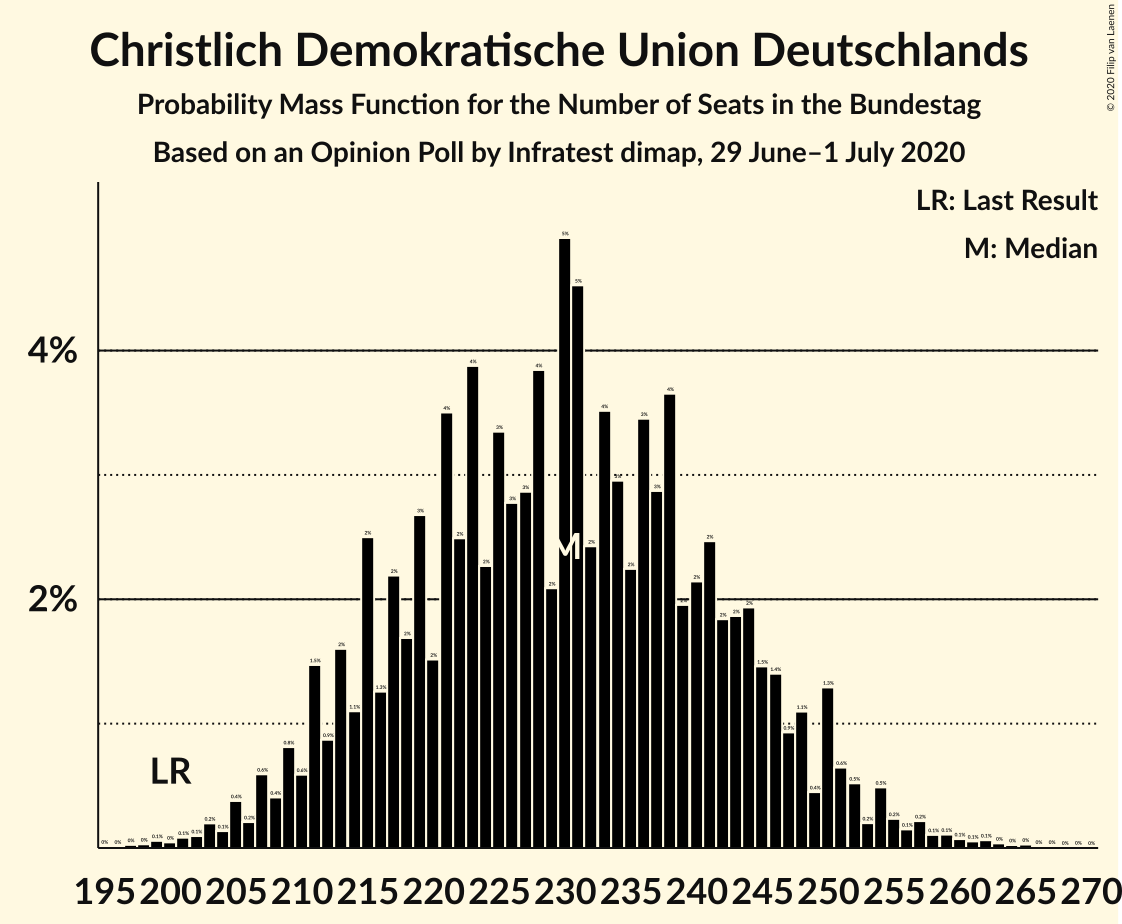 Christlich Demokratische Union Deutschlands
Probability Mass Function for the Number of Seats in the Bundestag
Based on an Opinion Poll by Infratest dimap, 29 June–1 July 2020
© 2020 Filip van Laenen
LR: Last Result
M: Median
4%
2%
LR
M
195 200 205 210 215 220 225 230 235 240 245 250 255 260 265 270